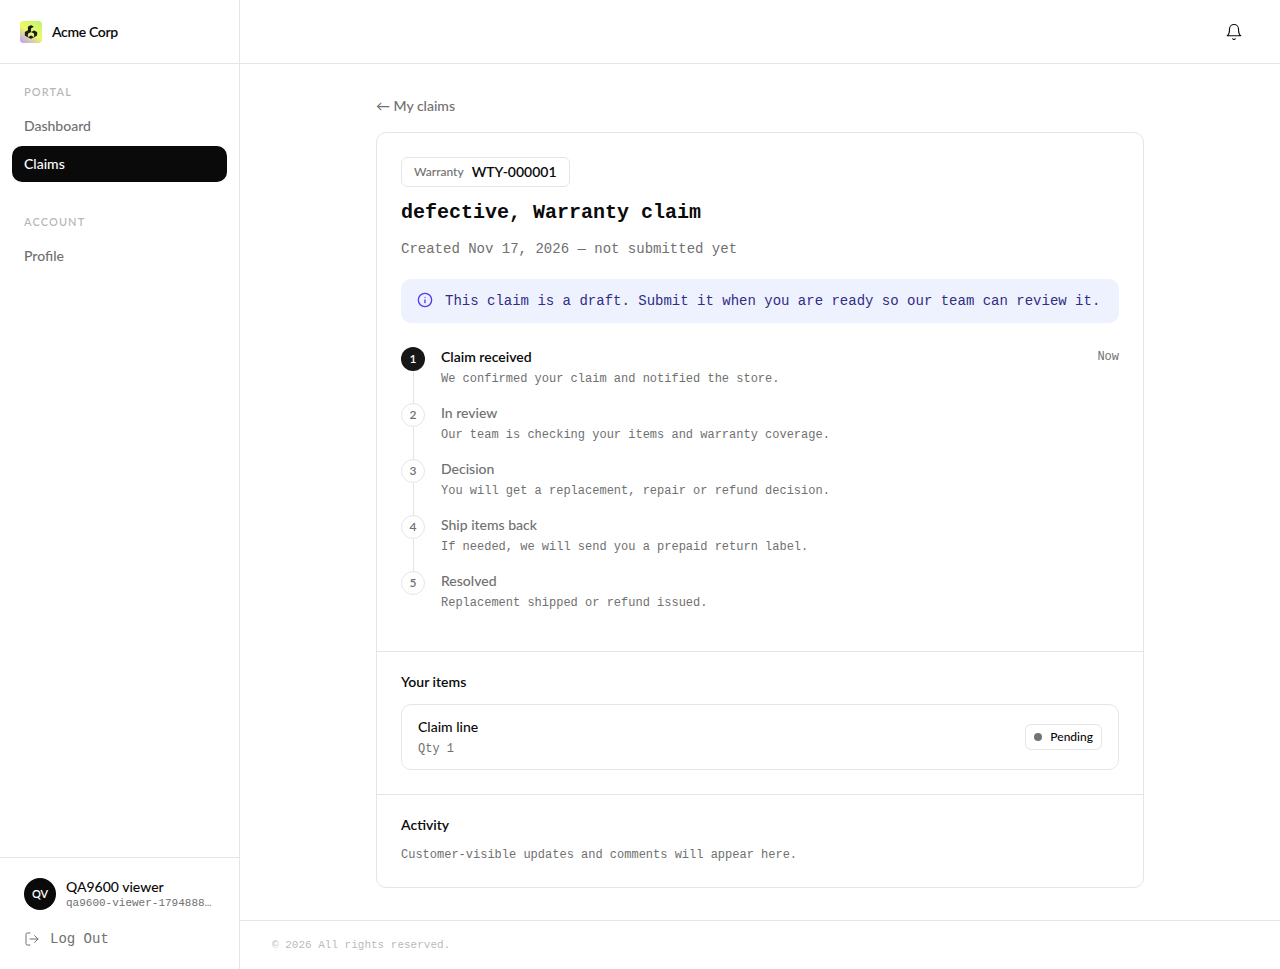 Acme Corp
PORTAL
Dashboard
Claims
ACCOUNT
Profile
QV
QA9600 viewer
qa9600-viewer-1794888…
Log Out
← My claims
Warranty WTY-000001
defective, Warranty claim
Created Nov 17, 2026 — not submitted yet
This claim is a draft. Submit it when you are ready so our team can review it.
1 Claim received Now
We confirmed your claim and notified the store.
2 In review
Our team is checking your items and warranty coverage.
3 Decision
You will get a replacement, repair or refund decision.
4 Ship items back
If needed, we will send you a prepaid return label.
5 Resolved
Replacement shipped or refund issued.
Your items
Claim line
Qty 1
Pending
Activity
Customer-visible updates and comments will appear here.
© 2026 All rights reserved.